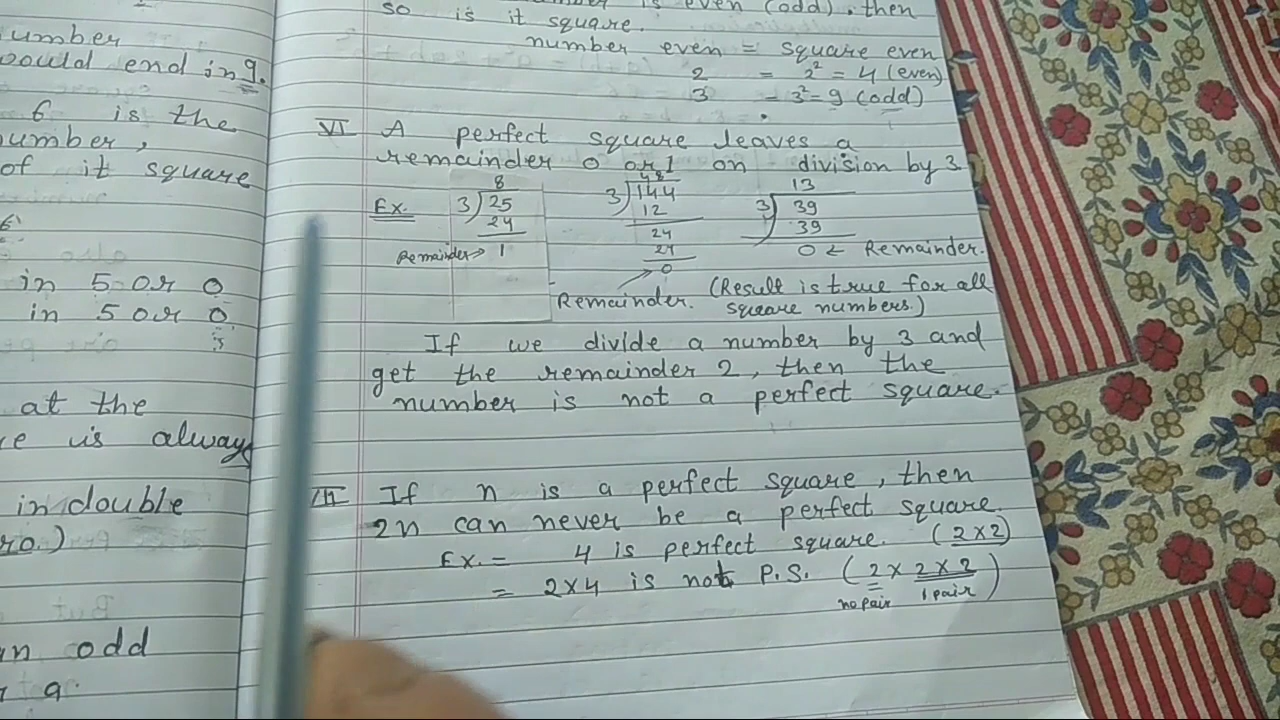 umber
would end in 9.
6 is the
umber,
of it square
in 5 or 0
in 5 our 0.
at the
is always
in double
ro.)
odd
9.
is even (odd), then
so is it square.
number even = square even
2 = 2² = 4 (even)
3 = 3² = 9 (odd)
VI A perfect square leaves a
remainder 0 or 1 on division by 3
Ex.
8
3) 25
24
Remainder → 1
48
3) 144
12
24
24
0
Remainder.
13
3) 39
39
0 ← Remainder.
(Result is true for all
square numbers.)
If we divide a number by 3 and
get the remainder 2, then the
number is not a perfect square.
If n is a perfect square, then
2n can never be a perfect square.
Ex. = 4 is perfect square. (2×2)
= 2×4 is not P.S. (2 × 2 × 2)
no pair 1 pair